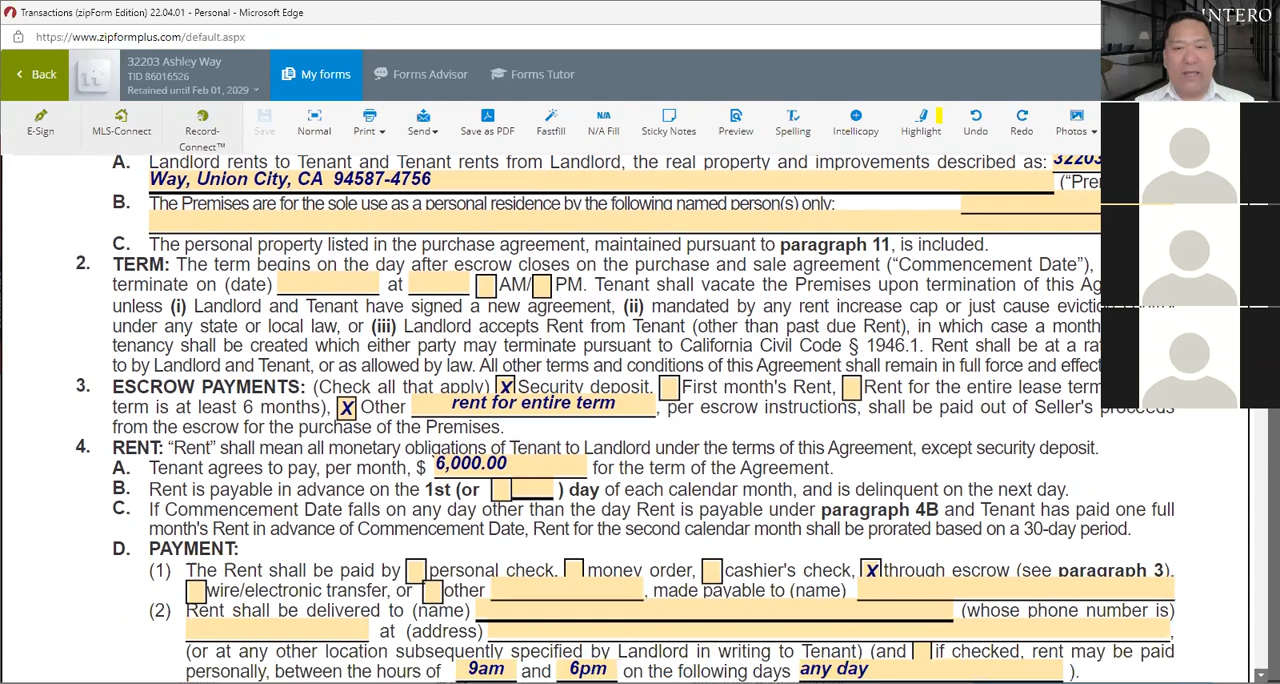 Transactions (zipForm Edition) 22.04.01 - Personal - Microsoft Edge
https://www.zipformplus.com/default.aspx
INTERO
Back
32203 Ashley Way
TID 86016526
Retained until Feb 01, 2029
My forms
Forms Advisor
Forms Tutor
E-Sign
MLS-Connect
Record-Connect™
Save
Normal
Print
Send
Save as PDF
N/A
Fastfill
N/A Fill
Sticky Notes
Preview
Spelling
Intellicopy
Highlight
Undo
Redo
Photos
A. Landlord rents to Tenant and Tenant rents from Landlord, the real property and improvements described as: 32203
Way, Union City, CA 94587-4756
("Pre
B. The Premises are for the sole use as a personal residence by the following named person(s) only:
C. The personal property listed in the purchase agreement, maintained pursuant to paragraph 11, is included.
2. TERM: The term begins on the day after escrow closes on the purchase and sale agreement ("Commencement Date"),
terminate on (date) at AM/ PM. Tenant shall vacate the Premises upon termination of this Ag
unless (i) Landlord and Tenant have signed a new agreement, (ii) mandated by any rent increase cap or just cause evicti
under any state or local law, or (iii) Landlord accepts Rent from Tenant (other than past due Rent), in which case a month
tenancy shall be created which either party may terminate pursuant to California Civil Code § 1946.1. Rent shall be at a ra
to by Landlord and Tenant, or as allowed by law. All other terms and conditions of this Agreement shall remain in full force and effect
3. ESCROW PAYMENTS: (Check all that apply) X Security deposit, First month's Rent, Rent for the entire lease term
term is at least 6 months), X Other rent for entire term , per escrow instructions, shall be paid out of Seller's proceeds
from the escrow for the purchase of the Premises.
4. RENT: "Rent" shall mean all monetary obligations of Tenant to Landlord under the terms of this Agreement, except security deposit.
A. Tenant agrees to pay, per month, $ 6,000.00 for the term of the Agreement.
B. Rent is payable in advance on the 1st (or ) day of each calendar month, and is delinquent on the next day.
C. If Commencement Date falls on any day other than the day Rent is payable under paragraph 4B and Tenant has paid one full
month's Rent in advance of Commencement Date, Rent for the second calendar month shall be prorated based on a 30-day period.
D. PAYMENT:
(1) The Rent shall be paid by personal check, money order, cashier's check, X through escrow (see paragraph 3),
wire/electronic transfer, or other , made payable to (name)
(2) Rent shall be delivered to (name) (whose phone number is)
at (address) ,
(or at any other location subsequently specified by Landlord in writing to Tenant) (and if checked, rent may be paid
personally, between the hours of 9am and 6pm on the following days any day ).